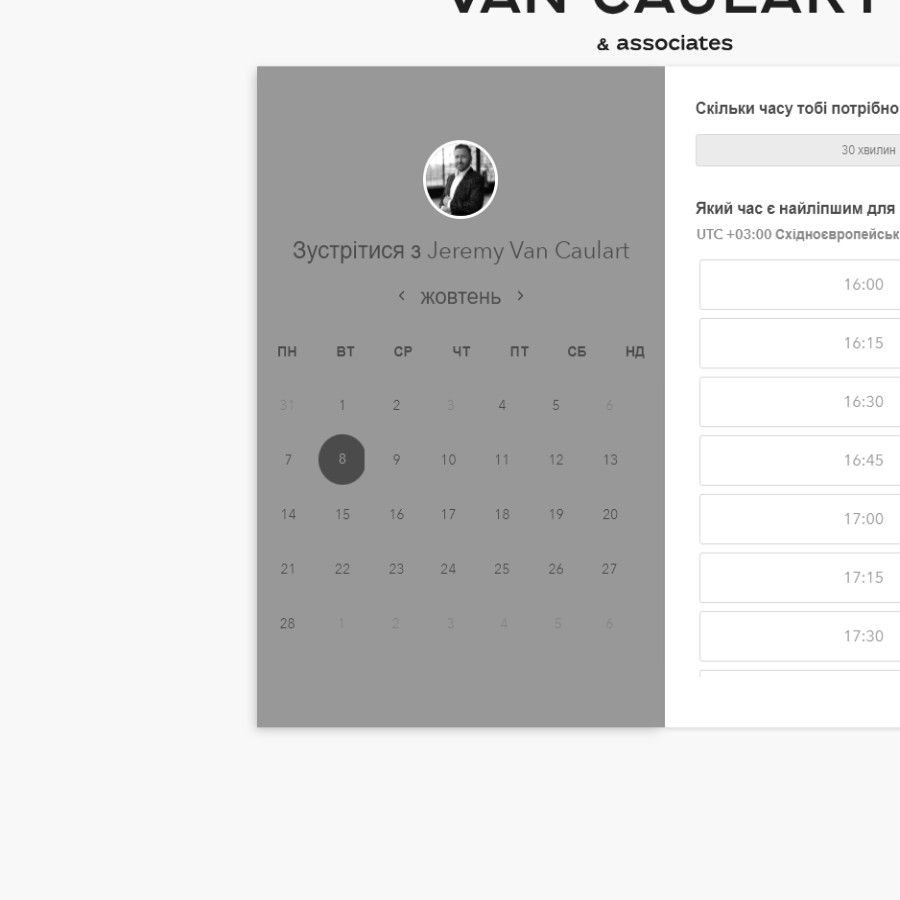 VAN CAULART
& associates
Зустрітися з Jeremy Van Caulart
жовтень
ПН ВТ СР ЧТ ПТ СБ НД
31 1 2 3 4 5 6
7 8 9 10 11 12 13
14 15 16 17 18 19 20
21 22 23 24 25 26 27
28 1 2 3 4 5 6
Скільки часу тобі потрібно
30 хвилин
Який час є найліпшим для
UTC +03:00 Східноєвропейськ
16:00
16:15
16:30
16:45
17:00
17:15
17:30